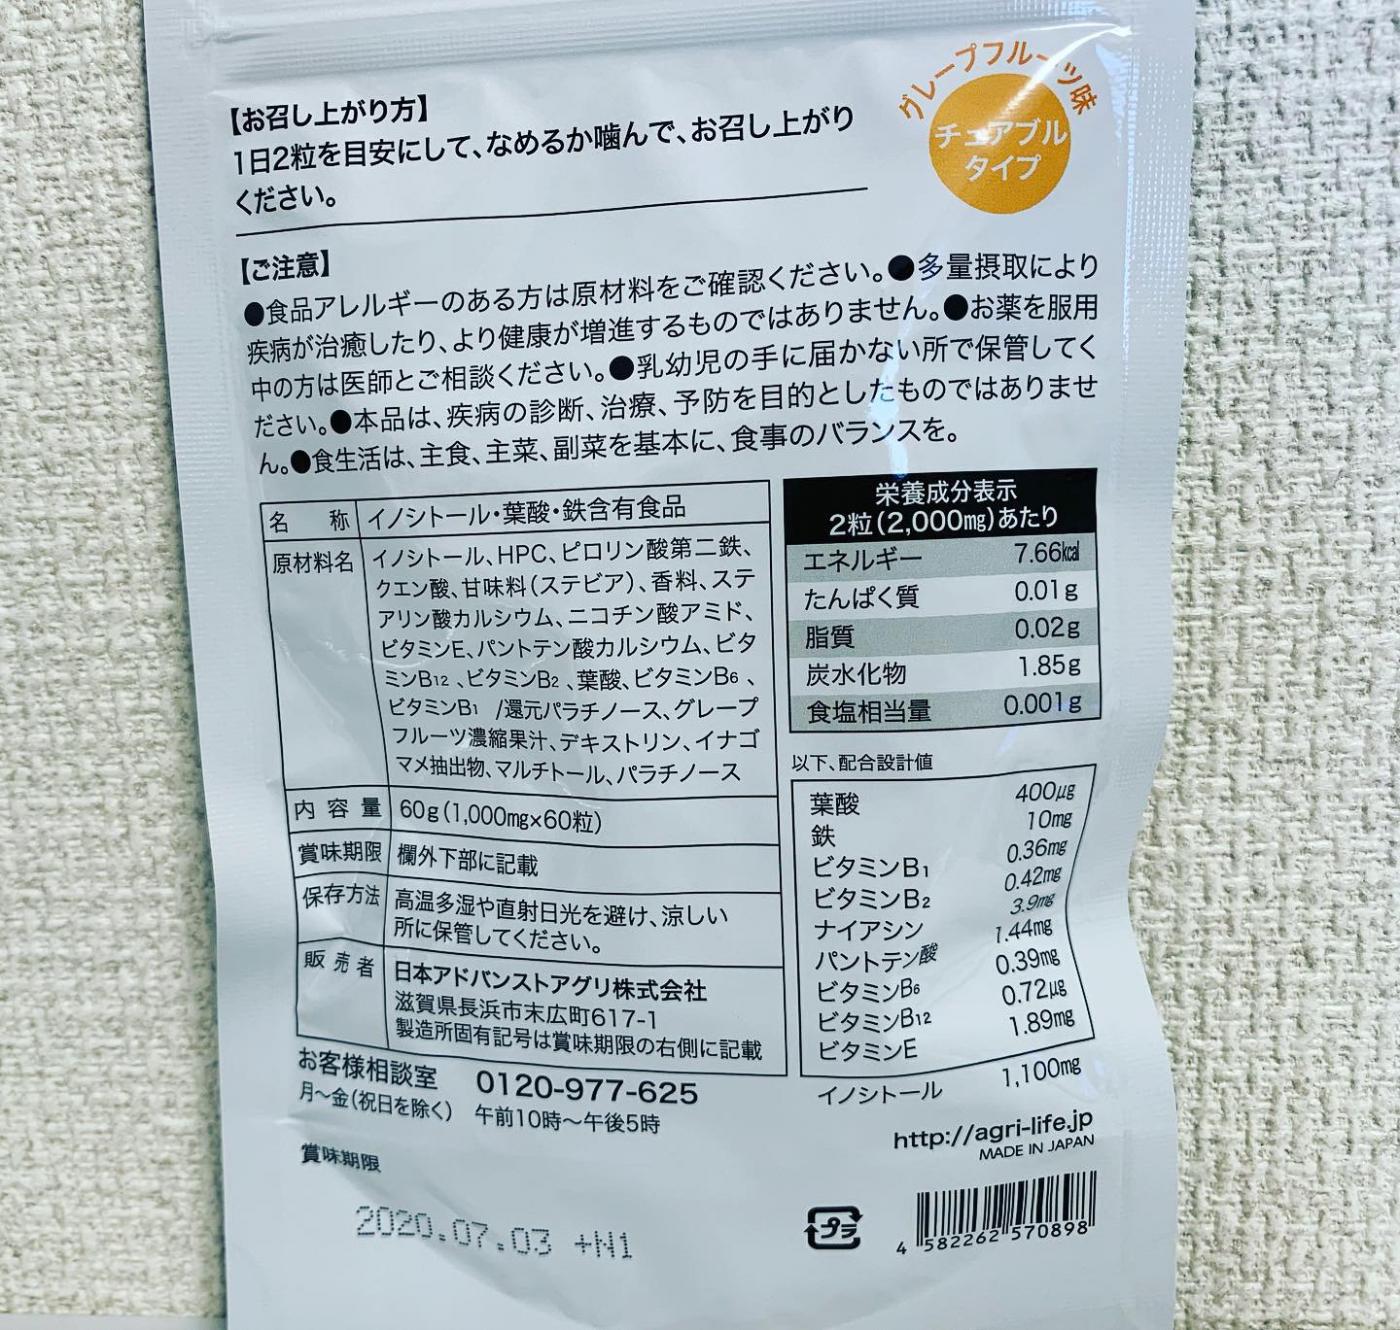 グレープフルーツ味
チュアブル
タイプ
【お召し上がり方】
1日2粒を目安にして、なめるか噛んで、お召し上がり
ください。
【ご注意】
●食品アレルギーのある方は原材料をご確認ください。●多量摂取により
疾病が治癒したり、より健康が増進するものではありません。●お薬を服用
中の方は医師とご相談ください。●乳幼児の手に届かない所で保管してく
ださい。●本品は、疾病の診断、治療、予防を目的としたものではありませ
ん。●食生活は、主食、主菜、副菜を基本に、食事のバランスを。
名 称 イノシトール・葉酸・鉄含有食品
原材料名 イノシトール、HPC、ピロリン酸第二鉄、
クエン酸、甘味料（ステビア）、香料、ステ
アリン酸カルシウム、ニコチン酸アミド、
ビタミンE、パントテン酸カルシウム、ビタ
ミンB12、ビタミンB2、葉酸、ビタミンB6、
ビタミンB1 /還元パラチノース、グレープ
フルーツ濃縮果汁、デキストリン、イナゴ
マメ抽出物、マルチトール、パラチノース
内容量 60g（1,000mg×60粒）
賞味期限 欄外下部に記載
保存方法 高温多湿や直射日光を避け、涼しい
所に保管してください。
販売者 日本アドバンストアグリ株式会社
滋賀県長浜市末広町617-1
製造所固有記号は賞味期限の右側に記載
栄養成分表示
2粒（2,000mg）あたり
エネルギー 7.66kcal
たんぱく質 0.01g
脂質 0.02g
炭水化物 1.85g
食塩相当量 0.001g
以下、配合設計値
葉酸 400μg
鉄 10mg
ビタミンB1 0.36mg
ビタミンB2 0.42mg
ナイアシン 3.9mg
パントテン酸 1.44mg
ビタミンB6 0.39mg
ビタミンB12 0.72μg
ビタミンE 1.89mg
イノシトール 1,100mg
お客様相談室 0120-977-625
月～金（祝日を除く） 午前10時～午後5時
http://agri-life.jp
MADE IN JAPAN
賞味期限
2020.07.03 +N1
プラ
4 582262 570898